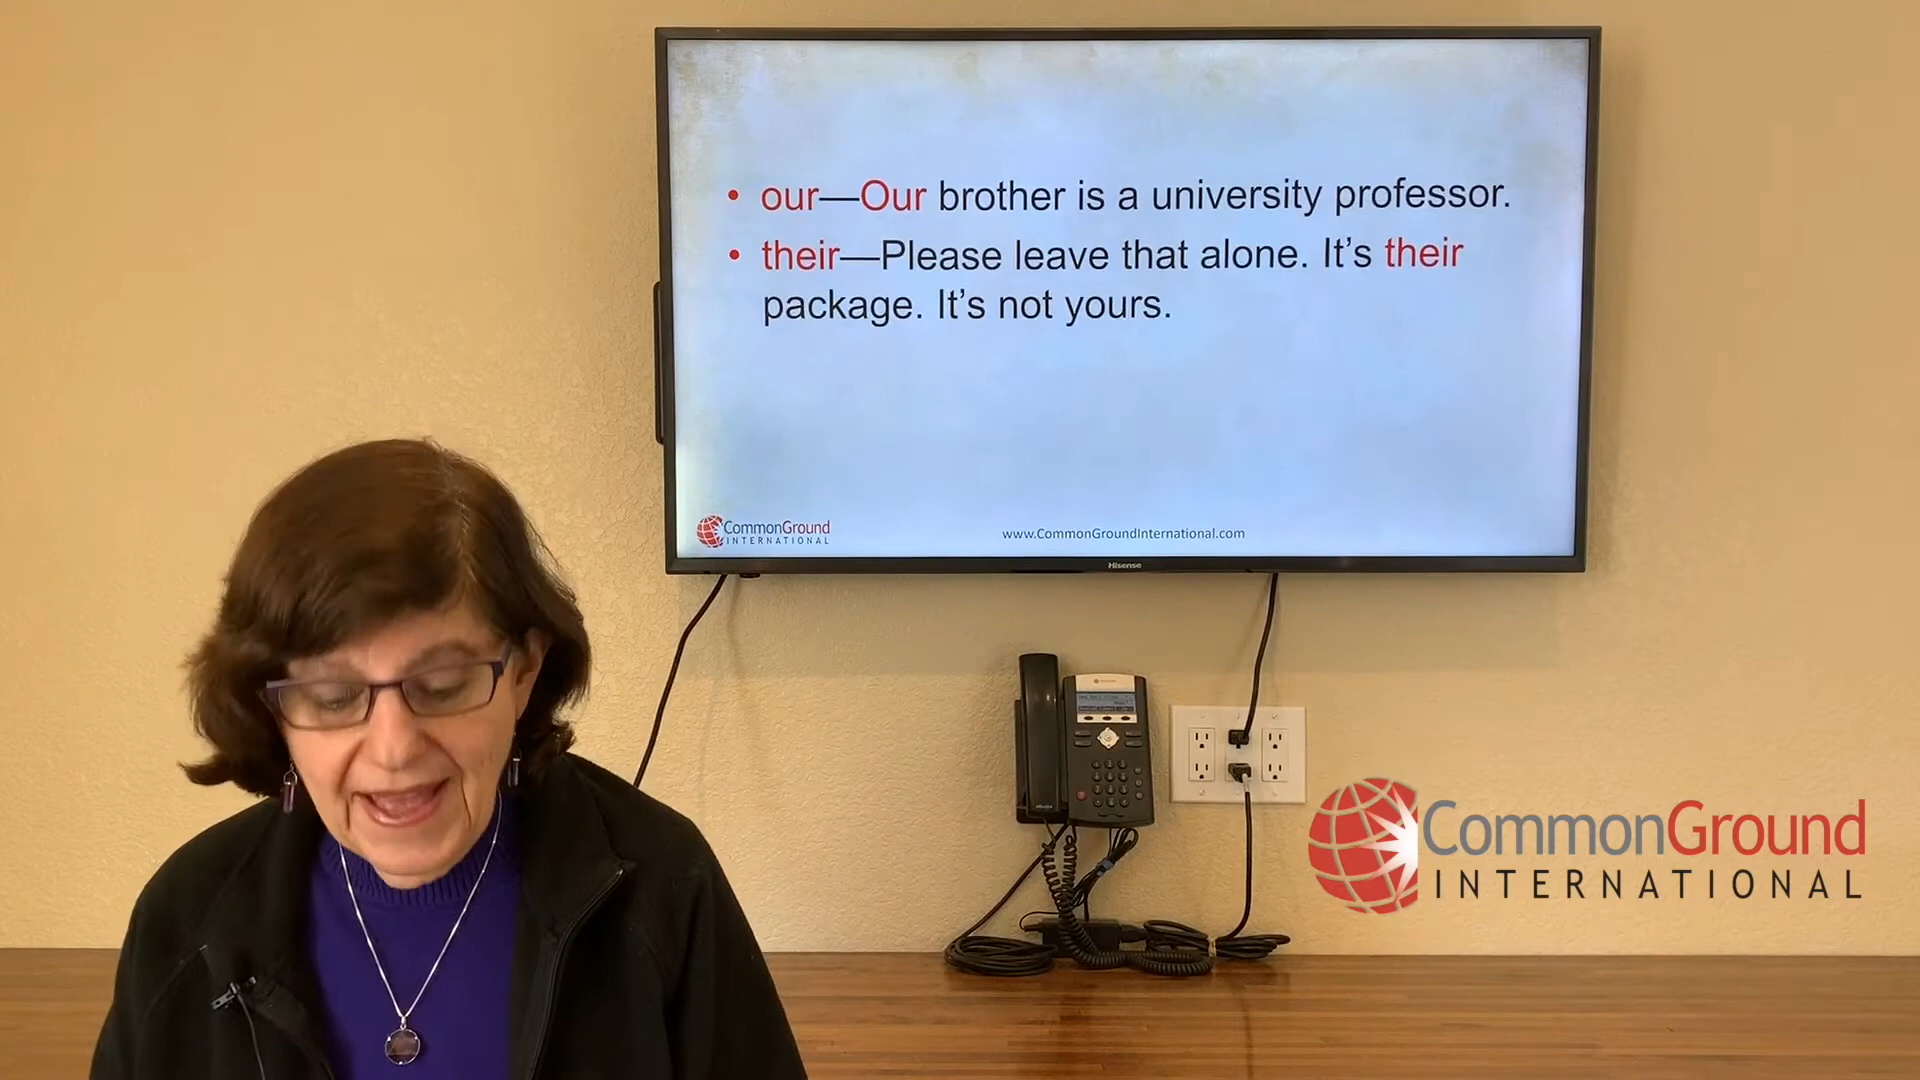 • our—Our brother is a university professor.
• their—Please leave that alone. It’s their
package. It’s not yours.
CommonGround
INTERNATIONAL
www.CommonGroundInternational.com
Hisense
CommonGround
INTERNATIONAL